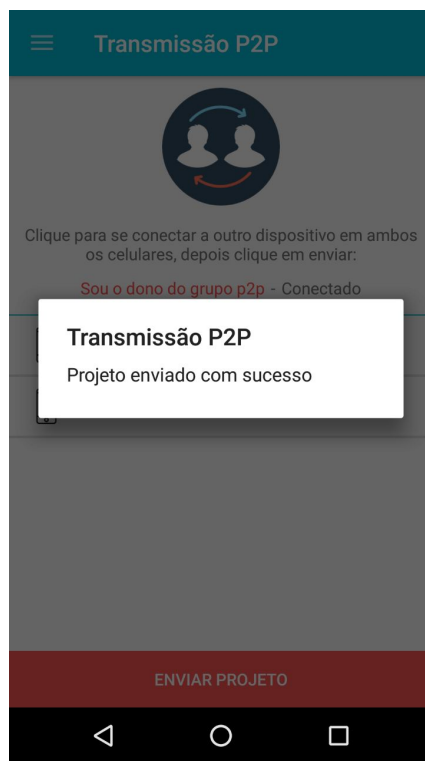 Transmissão P2P
Clique para se conectar a outro dispositivo em ambos
os celulares, depois clique em enviar:
Sou o dono do grupo p2p - Conectado
Transmissão P2P
Projeto enviado com sucesso
ENVIAR PROJETO